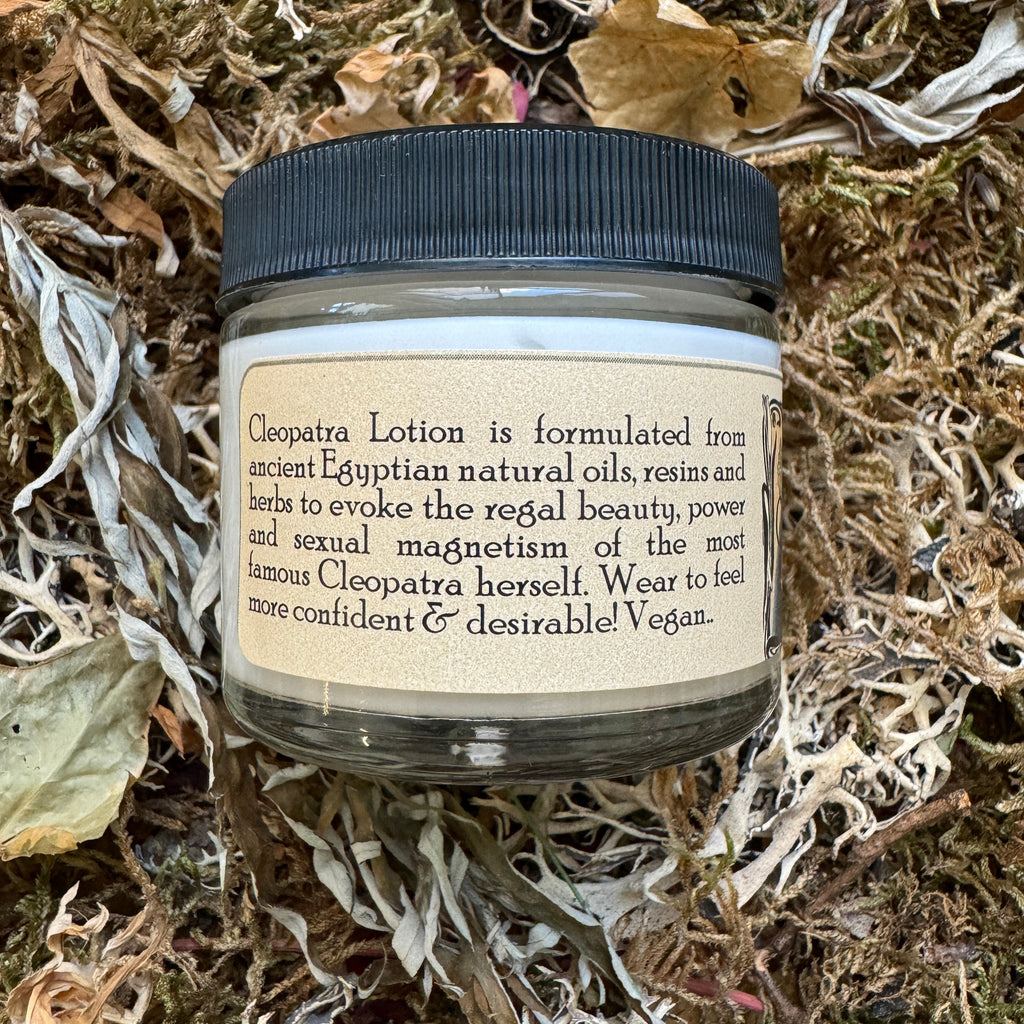 Cleopatra Lotion is formulated from
ancient Egyptian natural oils, resins and
herbs to evoke the regal beauty, power
and sexual magnetism of the most
famous Cleopatra herself. Wear to feel
more confident & desirable! Vegan..